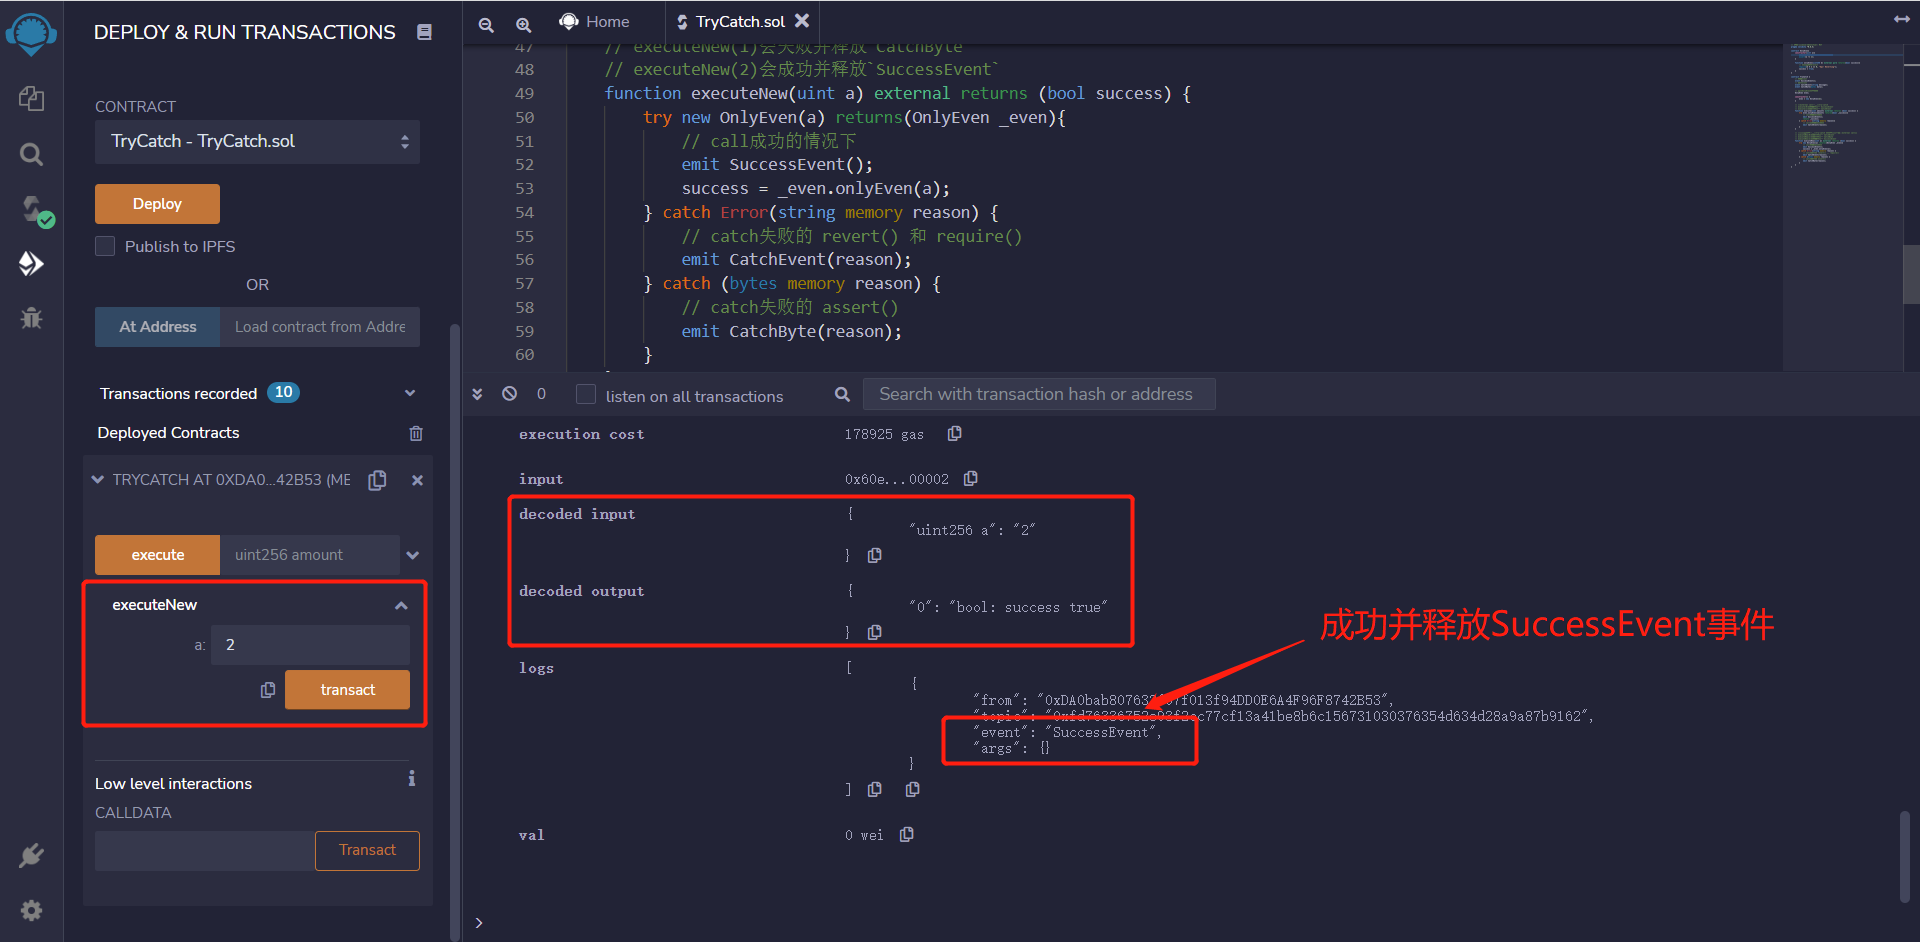 DEPLOY & RUN TRANSACTIONS
CONTRACT
TryCatch - TryCatch.sol
Deploy
Publish to IPFS
OR
At Address
Load contract from Addre
Transactions recorded 10
Deployed Contracts
TRYCATCH AT 0XDA0...42B53 (ME
execute
uint256 amount
executeNew
a: 2
transact
Low level interactions
CALLDATA
Transact
Home
TryCatch.sol
47 // executeNew(1)会失败并释放`CatchByte`
48 // executeNew(2)会成功并释放`SuccessEvent`
49 function executeNew(uint a) external returns (bool success) {
50 try new OnlyEven(a) returns(OnlyEven _even){
51 // call成功的情况下
52 emit SuccessEvent();
53 success = _even.onlyEven(a);
54 } catch Error(string memory reason) {
55 // catch失败的 revert() 和 require()
56 emit CatchEvent(reason);
57 } catch (bytes memory reason) {
58 // catch失败的 assert()
59 emit CatchByte(reason);
60 }
0
listen on all transactions
Search with transaction hash or address
execution cost 178925 gas
input 0x60e...00002
decoded input {
"uint256 a": "2"
}
decoded output {
"0": "bool: success true"
}
成功并释放SuccessEvent事件
logs [
{
"from":
"topic":
"event": "SuccessEvent",
"args": {}
}
]
val 0 wei
>